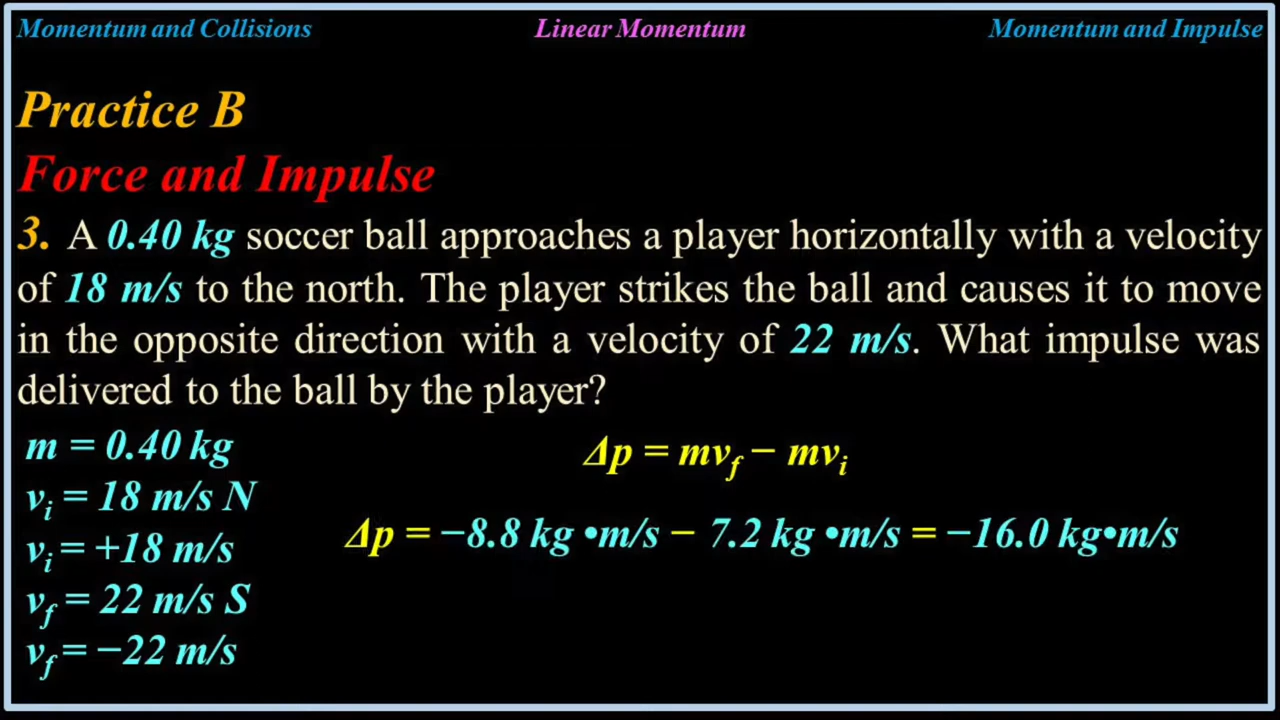 Momentum and Collisions Linear Momentum Momentum and Impulse
Practice B
Force and Impulse
3. A 0.40 kg soccer ball approaches a player horizontally with a velocity
of 18 m/s to the north. The player strikes the ball and causes it to move
in the opposite direction with a velocity of 22 m/s. What impulse was
delivered to the ball by the player?
m = 0.40 kg
vᵢ = 18 m/s N
vᵢ = +18 m/s
v_f = 22 m/s S
v_f = −22 m/s
Δp = mv_f − mvᵢ
Δp = −8.8 kg •m/s − 7.2 kg •m/s = −16.0 kg•m/s